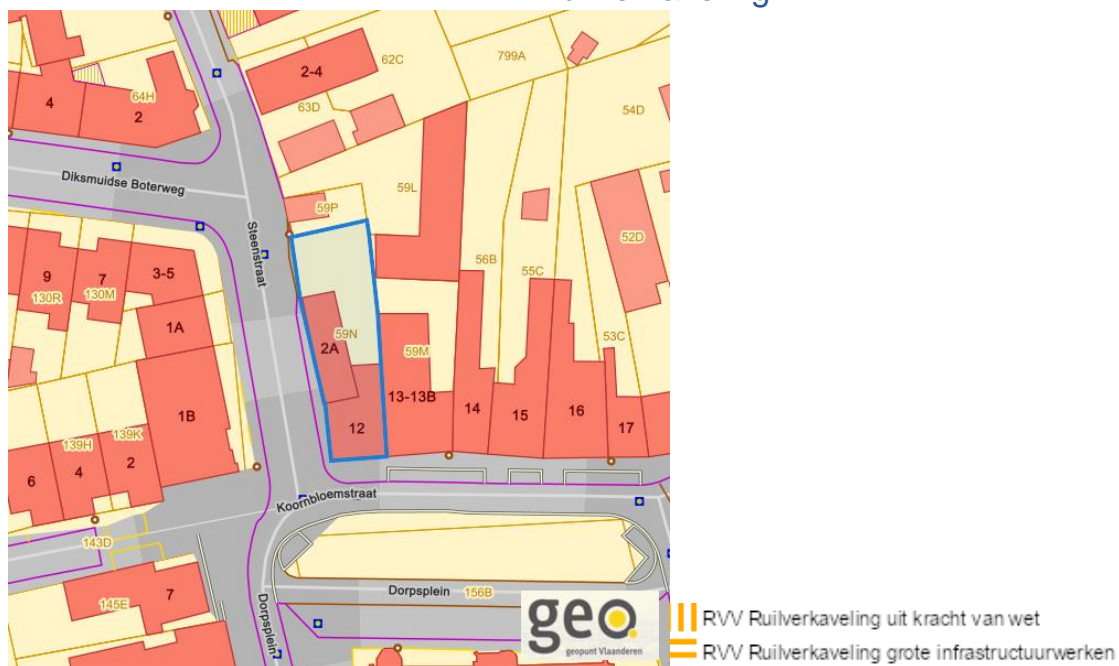 2-4
62C
799A
4
64H
2
63D
54D
Diksmuidse Boterweg
59L
59P
Steenstraat
52D
56B
55C
9
7
3-5
130R
130M
1A
59N
2A
59M
53C
13-13B
1B
14
15
16
17
12
139H
139K
6
4
2
Koornbloemstraat
143D
Dorpsplein
156B
145E
7
Dorpsplein
geo.
geopunt Vlaanderen
RVV Ruilverkaveling uit kracht van wet
RVV Ruilverkaveling grote infrastructuurwerken